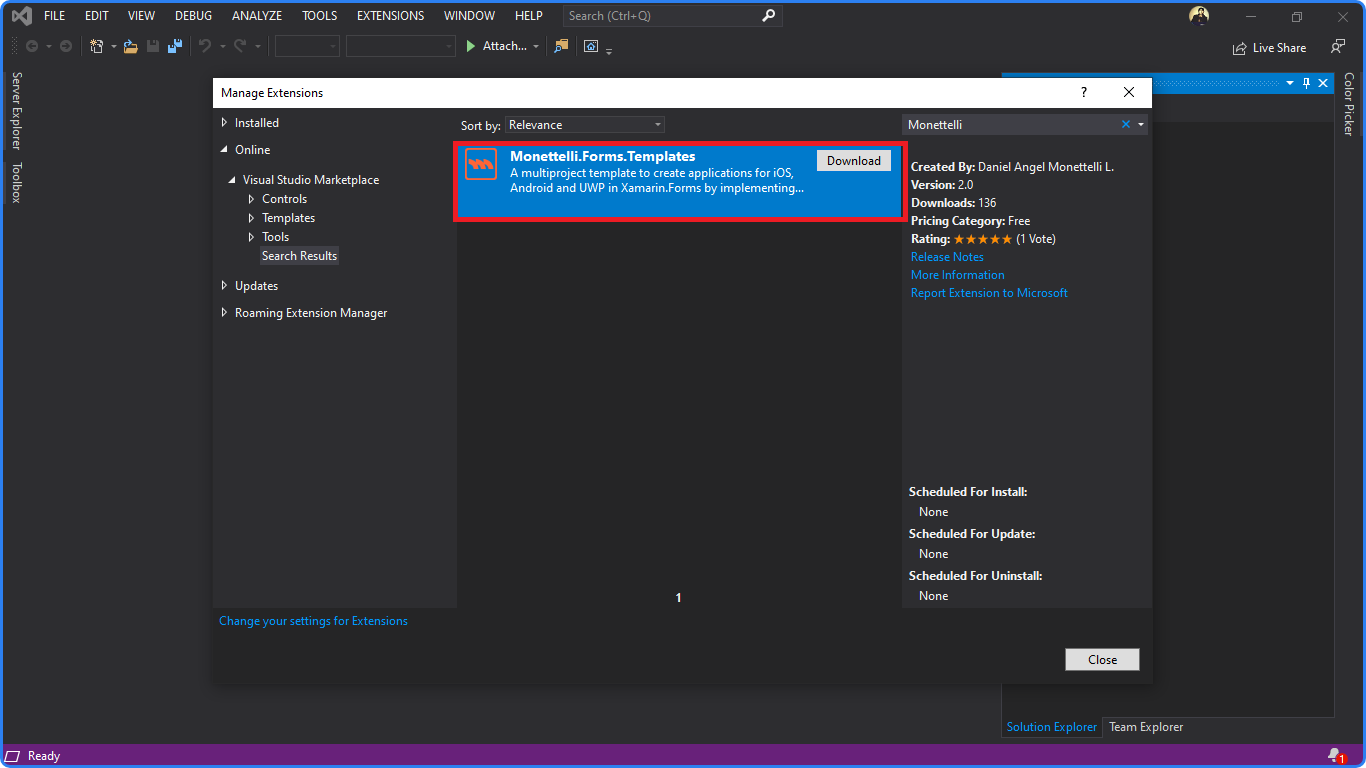 FILE EDIT VIEW DEBUG ANALYZE TOOLS EXTENSIONS WINDOW HELP Search (Ctrl+Q)
Attach... Live Share
Server Explorer
Toolbox
Color Picker
Manage Extensions ?
Installed
Online
Visual Studio Marketplace
Controls
Templates
Tools
Search Results
Updates
Roaming Extension Manager
Sort by: Relevance
Monettelli
Monettelli.Forms.Templates
Download
A multiproject template to create applications for iOS,
Android and UWP in Xamarin.Forms by implementing...
Created By: Daniel Angel Monettelli L.
Version: 2.0
Downloads: 136
Pricing Category: Free
Rating: ★★★★★ (1 Vote)
Release Notes
More Information
Report Extension to Microsoft
Scheduled For Install:
None
Scheduled For Update:
None
Scheduled For Uninstall:
None
1
Change your settings for Extensions
Close
Solution Explorer Team Explorer
Ready 1